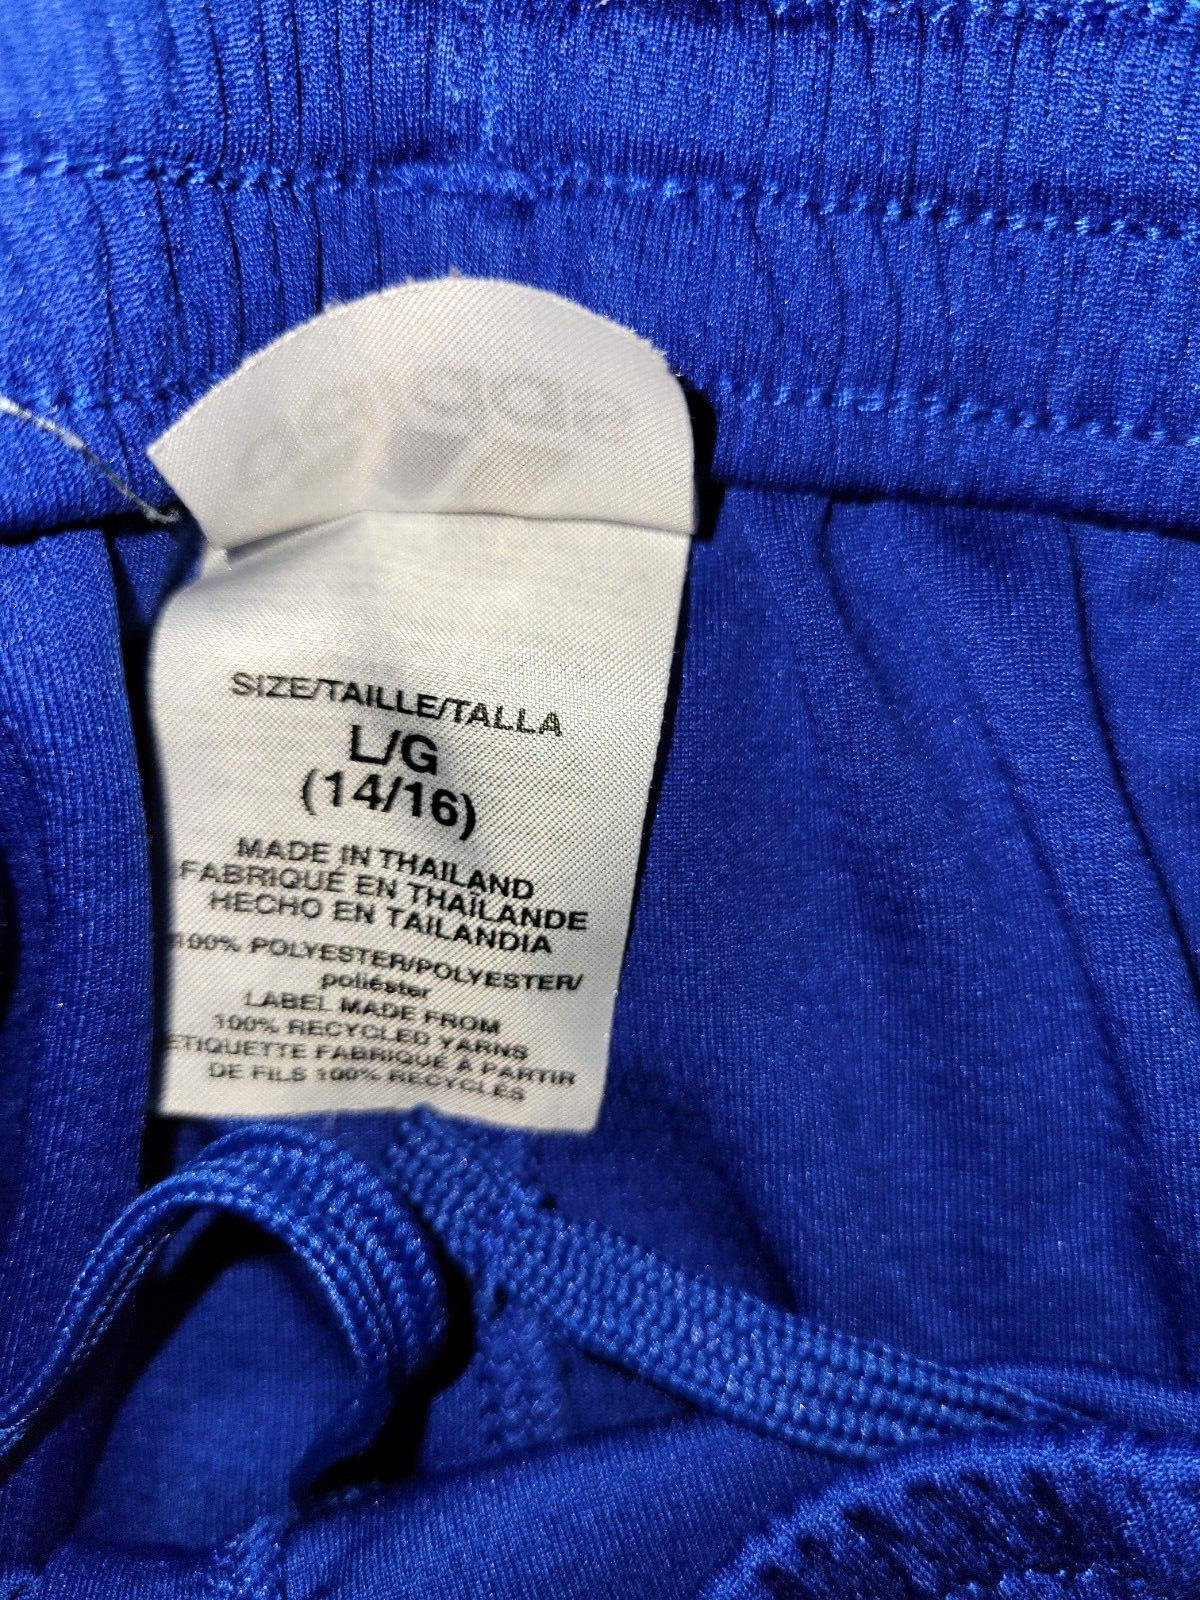 SIZE/TAILLE/TALLA
L/G
(14/16)
MADE IN THAILAND
FABRIQUÉ EN THAÏLANDE
HECHO EN TAILANDIA
100% POLYESTER/POLYESTER/
poliéster
LABEL MADE FROM
100% RECYCLED YARNS
ETIQUETTE FABRIQUÉ À PARTIR
DE FILS 100% RECYCLÉS